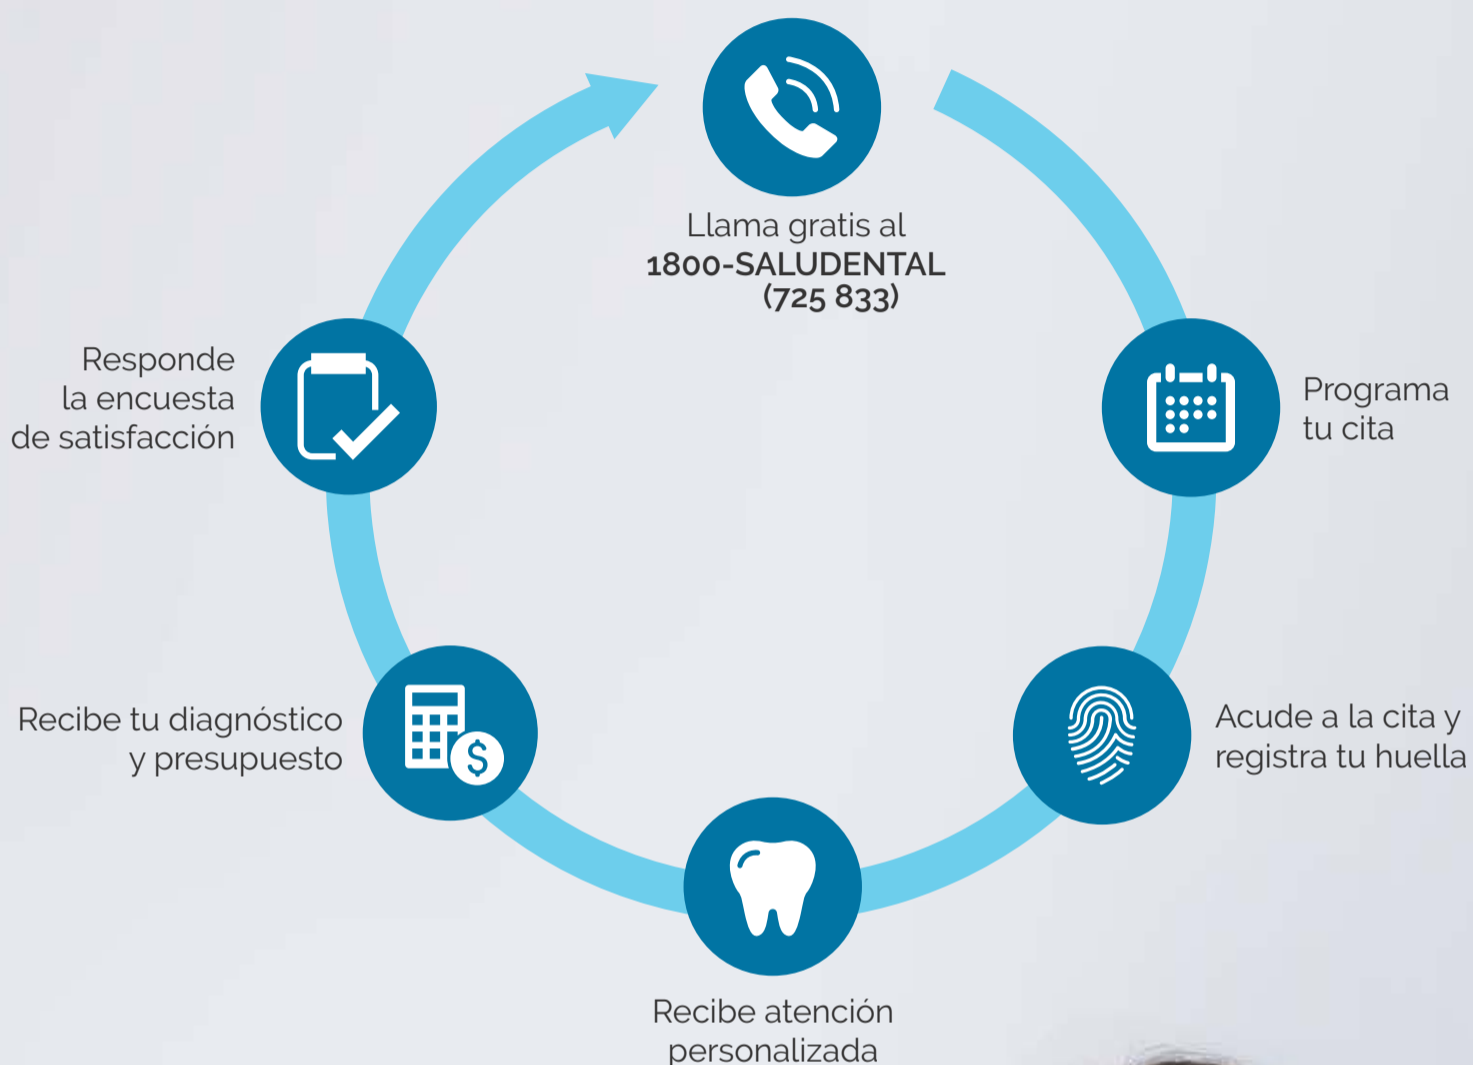 Llama gratis al
1800-SALUDENTAL
(725 833)
Programa
tu cita
Acude a la cita y
registra tu huella
Recibe atención
personalizada
Recibe tu diagnóstico
y presupuesto
$
Responde
la encuesta
de satisfacción